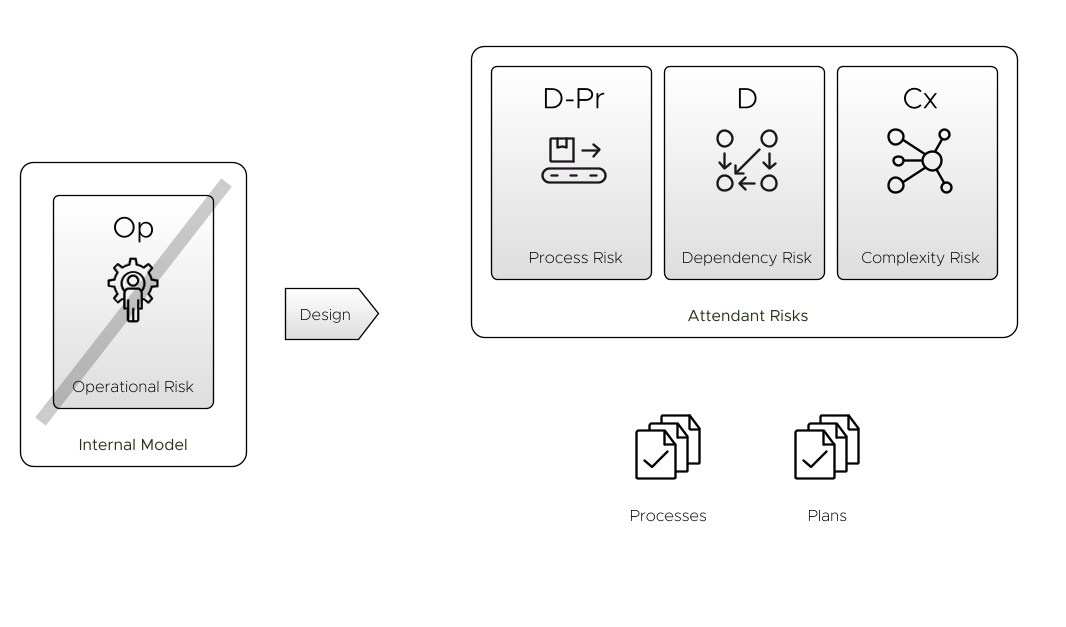 Op
Operational Risk
Internal Model
Design
D-Pr
Process Risk
D
Dependency Risk
Cx
Complexity Risk
Attendant Risks
Processes
Plans